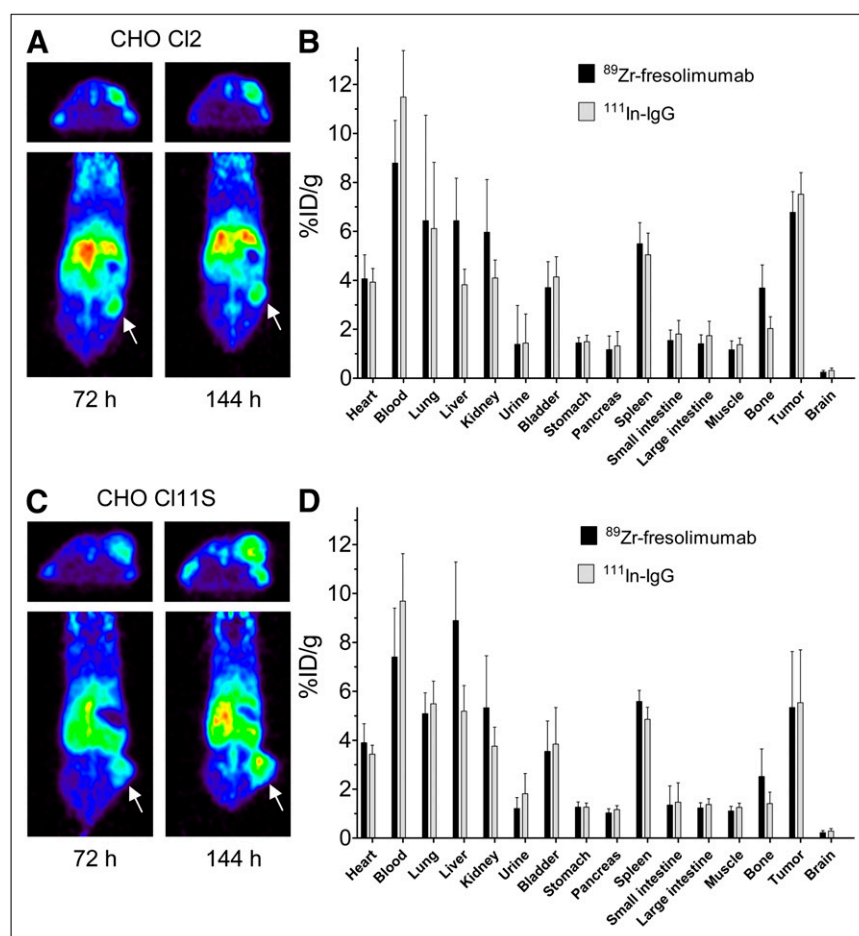 A
CHO Cl2
72 h
144 h
B
%ID/g
12
10
8
6
4
2
0
⁸⁹Zr-fresolimumab
¹¹¹In-IgG
Heart
Blood
Lung
Liver
Kidney
Urine
Bladder
Stomach
Pancreas
Spleen
Small intestine
Large intestine
Muscle
Bone
Tumor
Brain
C
CHO Cl11S
72 h
144 h
D
%ID/g
12
10
8
6
4
2
0
⁸⁹Zr-fresolimumab
¹¹¹In-IgG
Heart
Blood
Lung
Liver
Kidney
Urine
Bladder
Stomach
Pancreas
Spleen
Small intestine
Large intestine
Muscle
Bone
Tumor
Brain